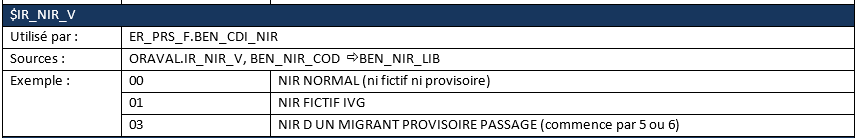 $IR_NIR_V
Utilisé par : ER_PRS_F.BEN_CDI_NIR
Sources : ORAVAL.IR_NIR_V, BEN_NIR_COD ⇨BEN_NIR_LIB
Exemple : 00 NIR NORMAL (ni fictif ni provisoire)
01 NIR FICTIF IVG
03 NIR D UN MIGRANT PROVISOIRE PASSAGE (commence par 5 ou 6)